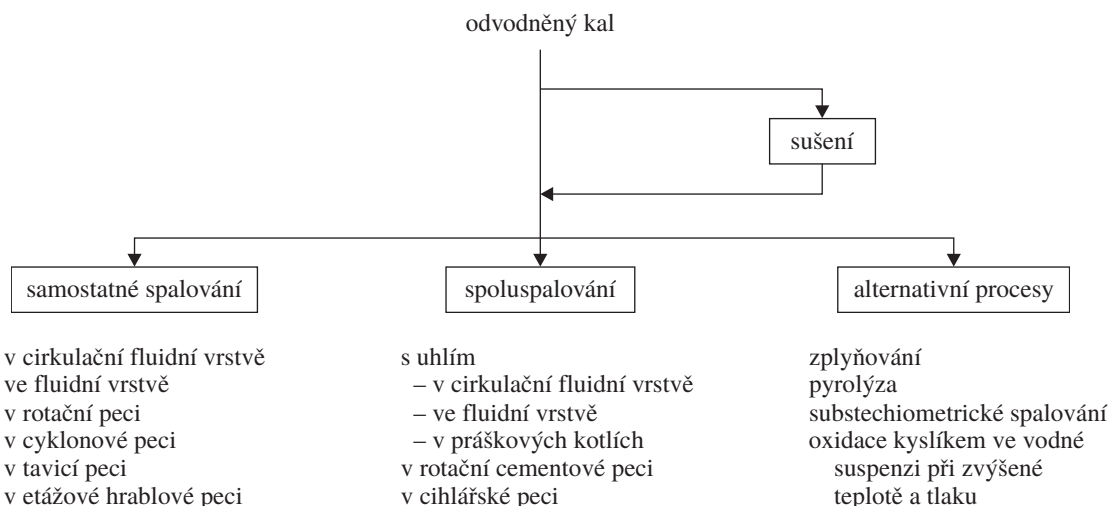 odvodněný kal
sušení
samostatné spalování
v cirkulační fluidní vrstvě
ve fluidní vrstvě
v rotační peci
v cyklonové peci
v tavicí peci
v etážové hrablové peci
spoluspalování
s uhlím
– v cirkulační fluidní vrstvě
– ve fluidní vrstvě
– v práškových kotlích
v rotační cementové peci
v cihlářské peci
alternativní procesy
zplyňování
pyrolýza
substechiometrické spalování
oxidace kyslíkem ve vodné
suspenzi při zvýšené
teplotě a tlaku